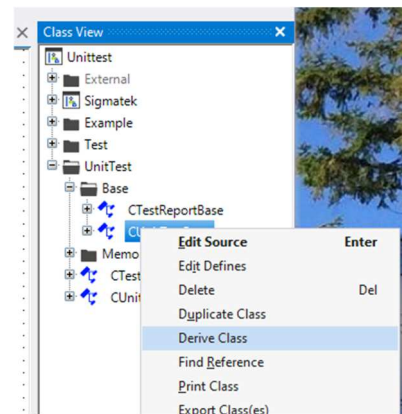 Class View
Unittest
External
Sigmatek
Example
Test
UnitTest
Base
CTestReportBase
Edit Source Enter
Memo
Edit Defines
CTest
Delete Del
CUnit
Duplicate Class
Derive Class
Find Reference
Print Class
Export Class(es)